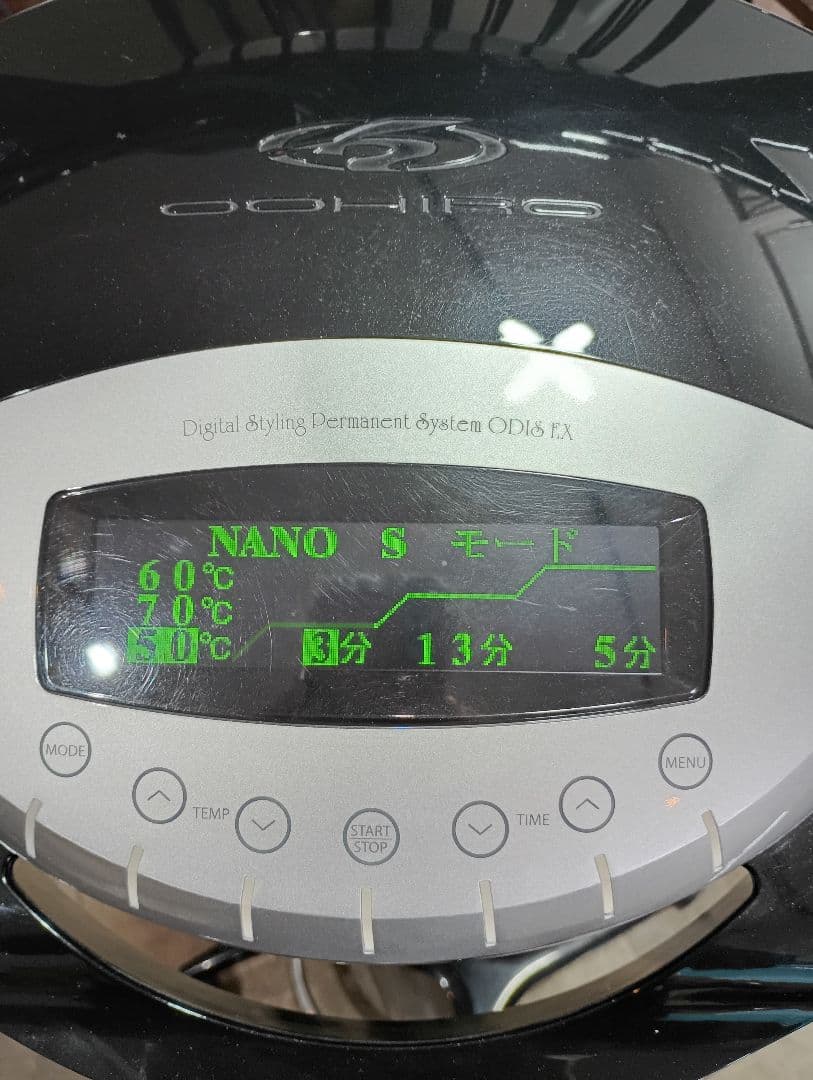 OOHIRO
Digital Styling Permanent System ODIS EX
NANO S モード
60℃
70℃
50℃ 3分 13分 5分
MODE
MENU
TEMP
TIME
START
STOP